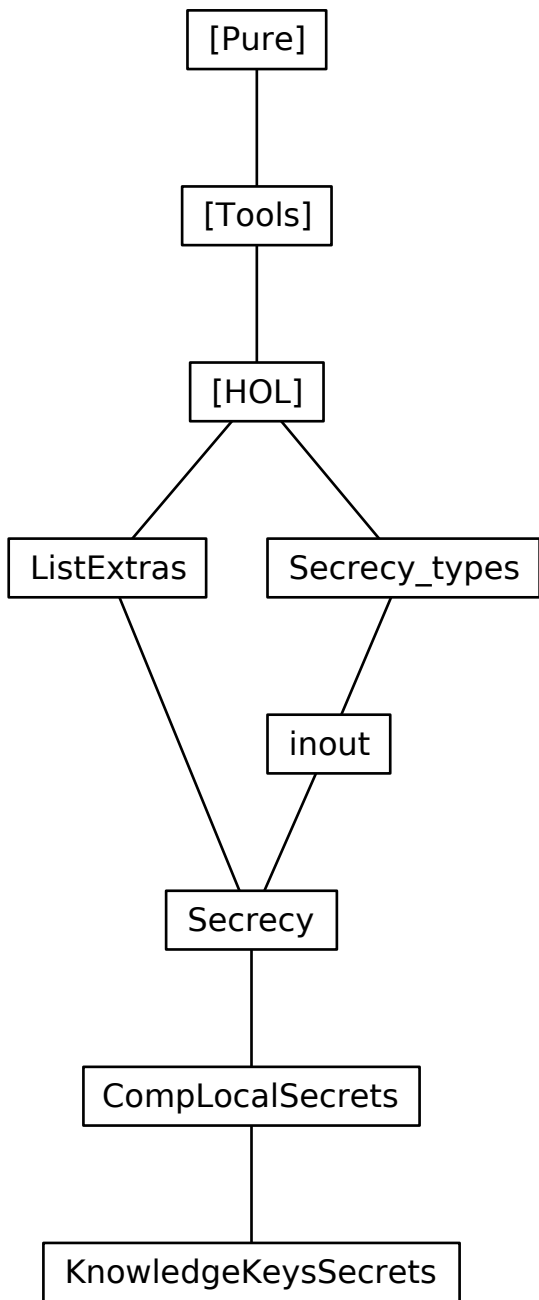 [Pure]
[Tools]
[HOL]
ListExtras
Secrecy_types
inout
Secrecy
CompLocalSecrets
KnowledgeKeysSecrets